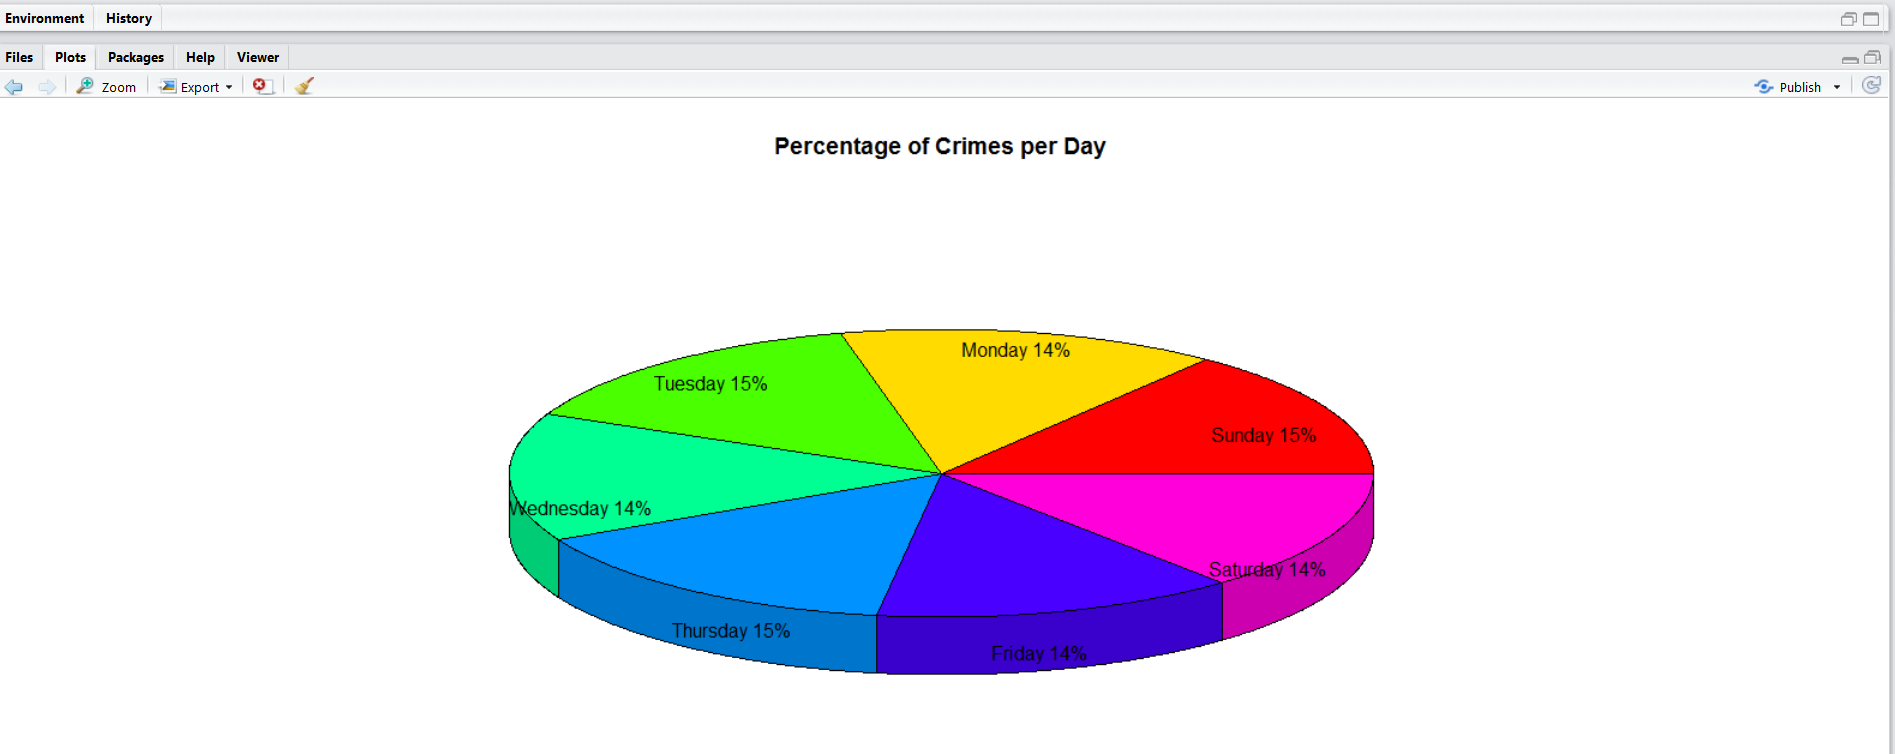 Environment History
Files Plots Packages Help Viewer
Zoom Export Publish
Percentage of Crimes per Day
Monday 14%
Tuesday 15%
Sunday 15%
Wednesday 14%
Saturday 14%
Thursday 15%
Friday 14%